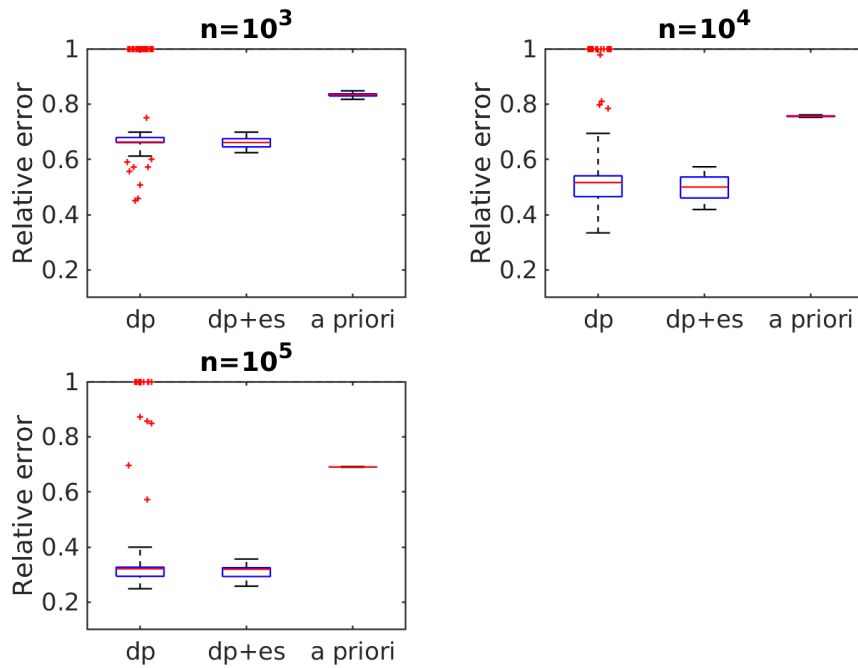 n=10³
Relative error
1
0.8
0.6
0.4
0.2
dp dp+es a priori
n=10⁴
Relative error
1
0.8
0.6
0.4
0.2
dp dp+es a priori
n=10⁵
Relative error
1
0.8
0.6
0.4
0.2
dp dp+es a priori